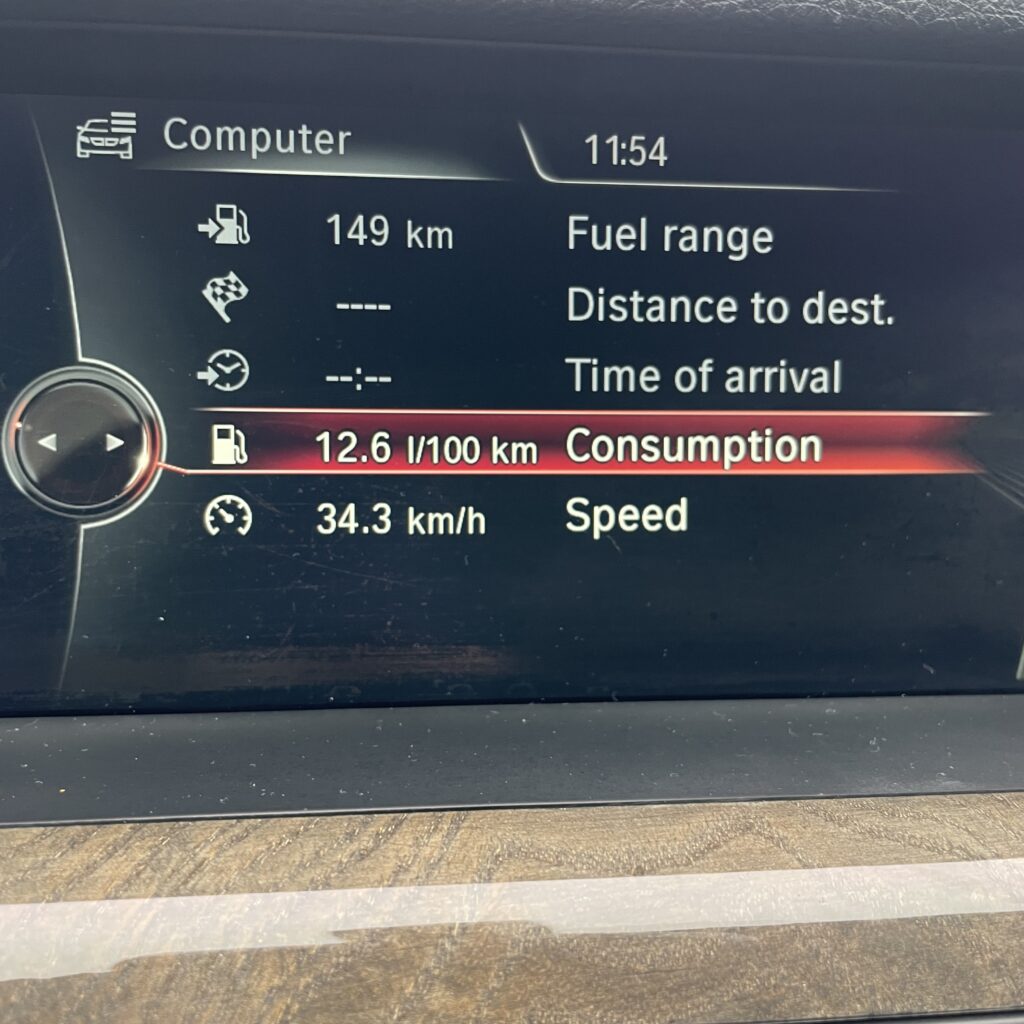 Computer 11:54
149 km Fuel range
---- Distance to dest.
--:-- Time of arrival
12.6 l/100 km Consumption
34.3 km/h Speed